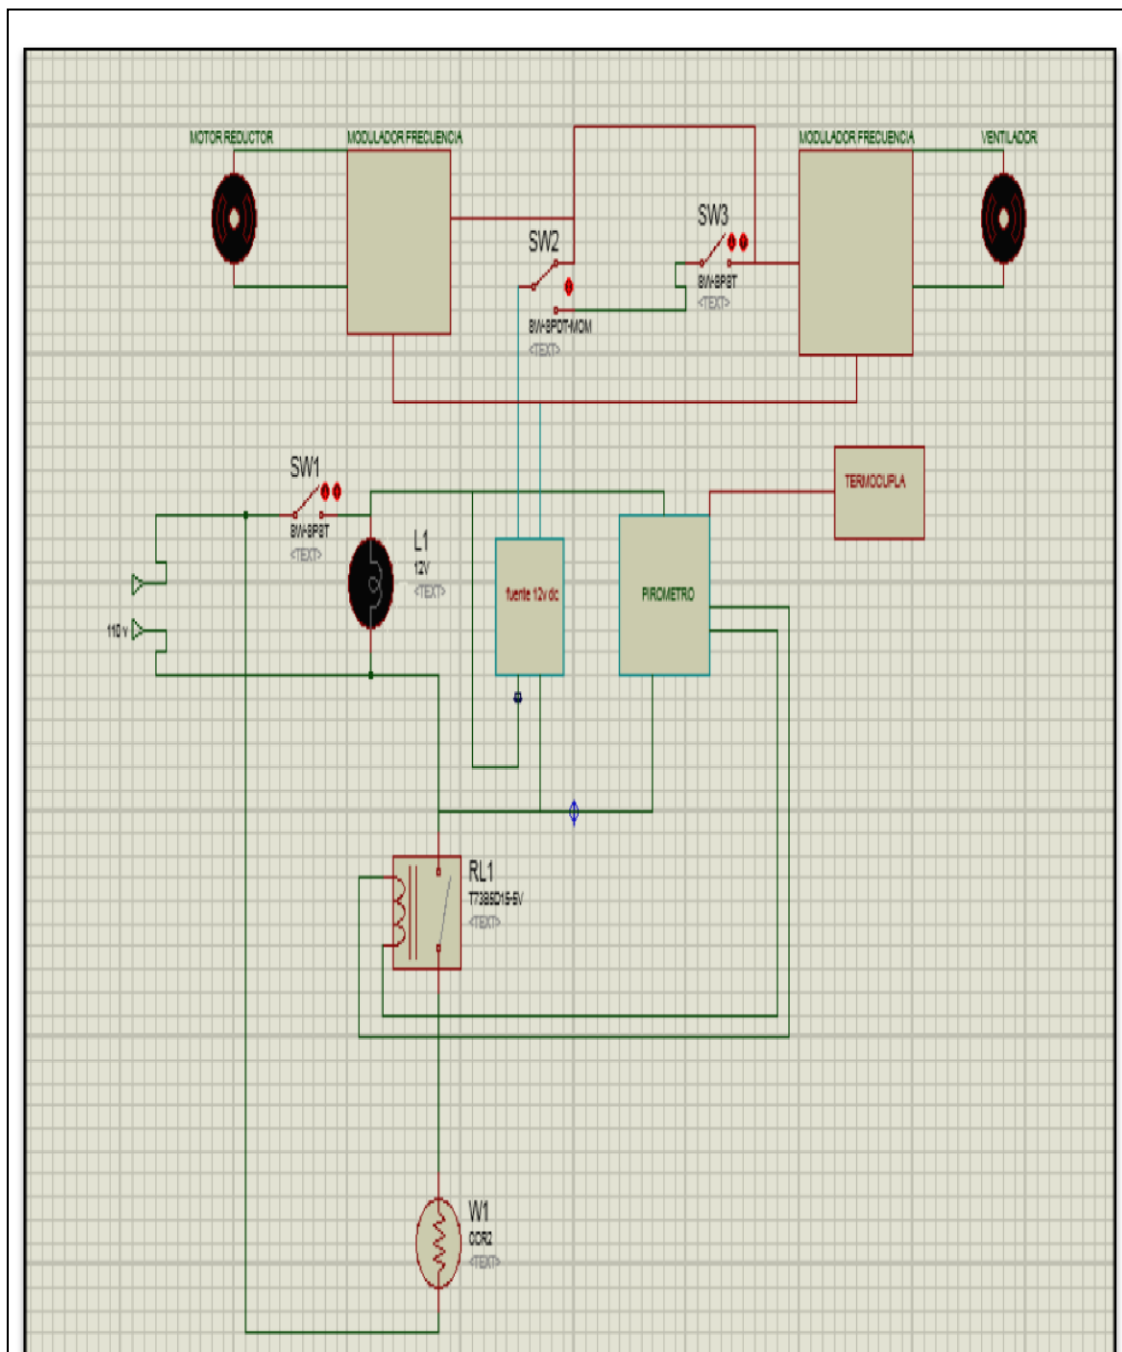 MOTOR REDUCTOR
MODULADOR FRECUENCIA
MODULADOR FRECUENCIA
VENTILADOR
SW3
SW-SPST
<TEXT>
SW2
SW-SPDT-MOM
<TEXT>
SW1
SW-SPST
<TEXT>
TERMOCUPLA
L1
12V
<TEXT>
fuente 12v dc
PIROMETRO
110 v
RL1
<TEXT>
W1
<TEXT>